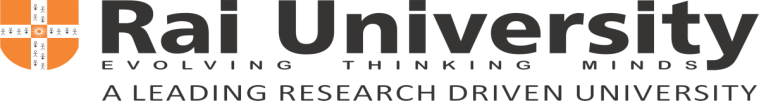 Rai University
EVOLVING THINKING MINDS
A LEADING RESEARCH DRIVEN UNIVERSITY